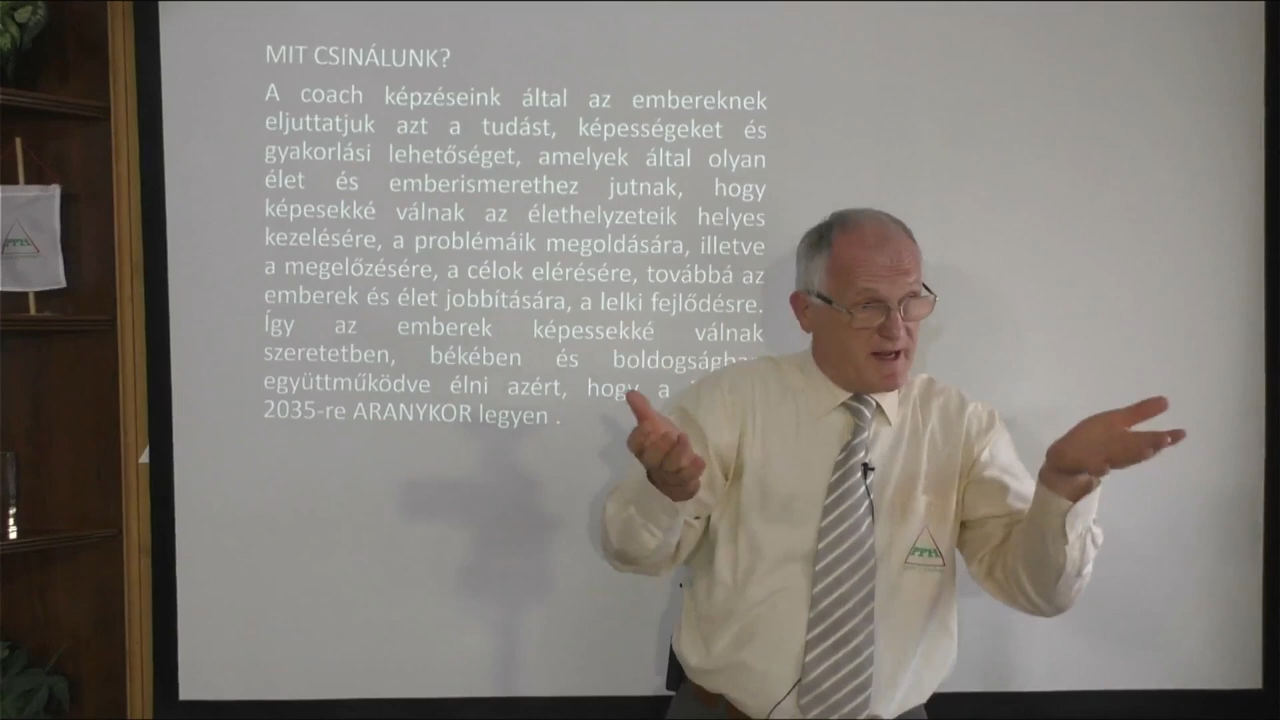 MIT CSINÁLUNK?
A coach képzéseink által az embereknek
eljuttatjuk azt a tudást, képességeket és
gyakorlási lehetőséget, amelyek által olyan
élet és emberismerethez jutnak, hogy
képesekké válnak az élethelyzeteik helyes
kezelésére, a problémáik megoldására, illetve
a megelőzésére, a célok elérésére, továbbá az
emberek és élet jobbítására, a lelki fejlődésre.
Így az emberek képessekké válnak
szeretetben, békében és
együttműködve élni azért, hogy a
2035-re ARANYKOR legyen .
PPH
PPH